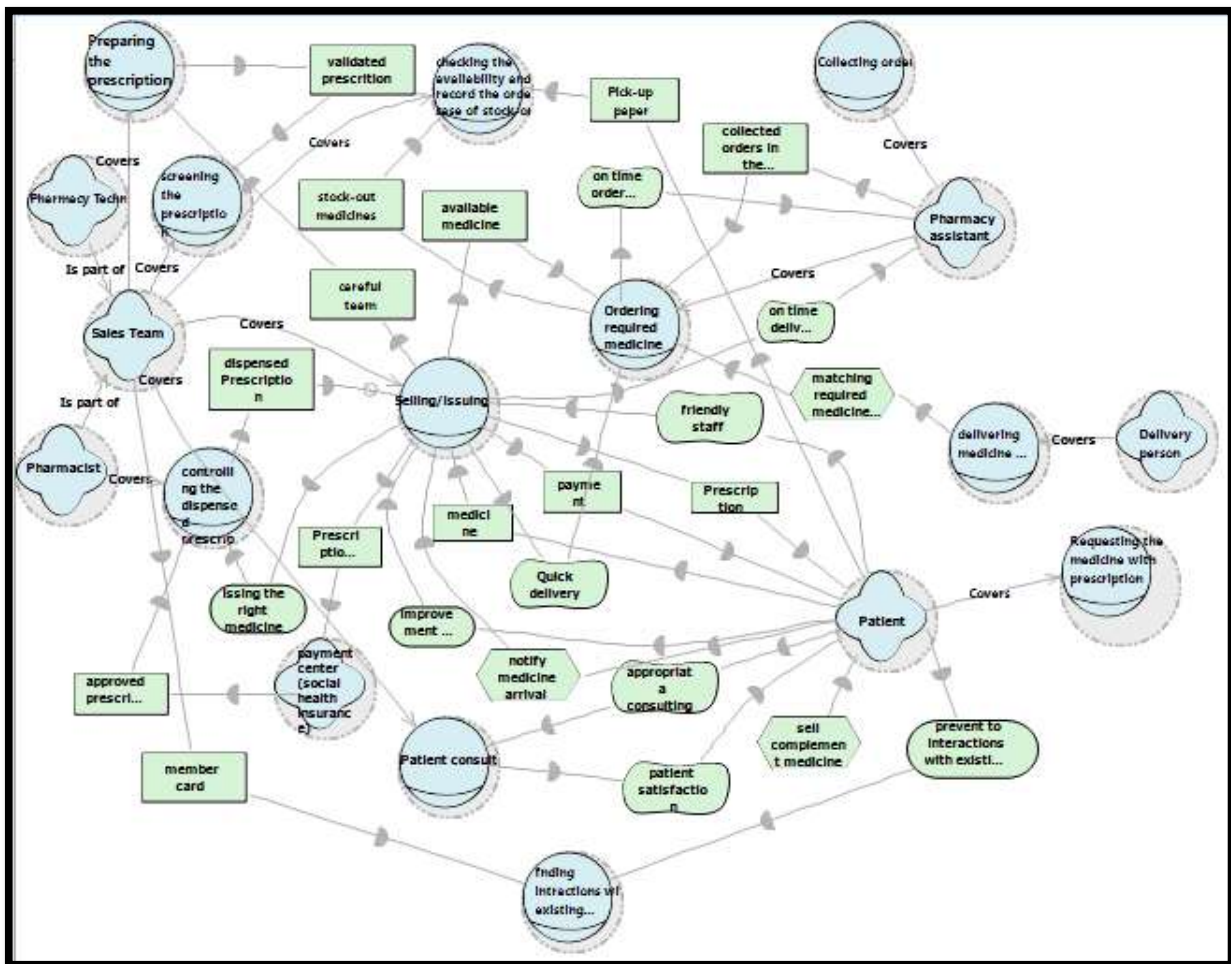 Preparing
the
prescription
validated
prescrition
checking the
availability and
record the orde
ase of stock-or
Pick-up
paper
Collecting order
collected
orders in
the...
Covers
Covers
Covers
Pharmacy Techn
screening
the
prescriptio
n
stock-out
medicines
available
medicine
on time
order...
Pharmacy
assistant
Is part of
Covers
careful
team
Covers
Ordering
required
medicine
on time
deliv...
Sales Team
Covers
dispensed
Prescriptio
n
Covers
Selling/issuing
matching
required
medicine...
friendly
staff
Is part of
delivering
medicine ...
Covers
Delivery
person
Pharmacist
Covers
controlli
ng the
dispense
d
prescrip
payme
nt
Prescrip
tion
medici
ne
Prescri
ptio...
Requesting the
medicine with
prescription
Quick
delivery
issing the
right
medicine
improve
ment ...
Covers
Patient
payment
center
(social
health
insuranc
e)
notify
medicine
arrival
appropriat
a
consulting
approved
prescri...
sell
complemen
t medicine
prevent to
interactions
with existi...
Patient consult
member
card
patient
satisfactio
n
finding
intrections wi
existing...